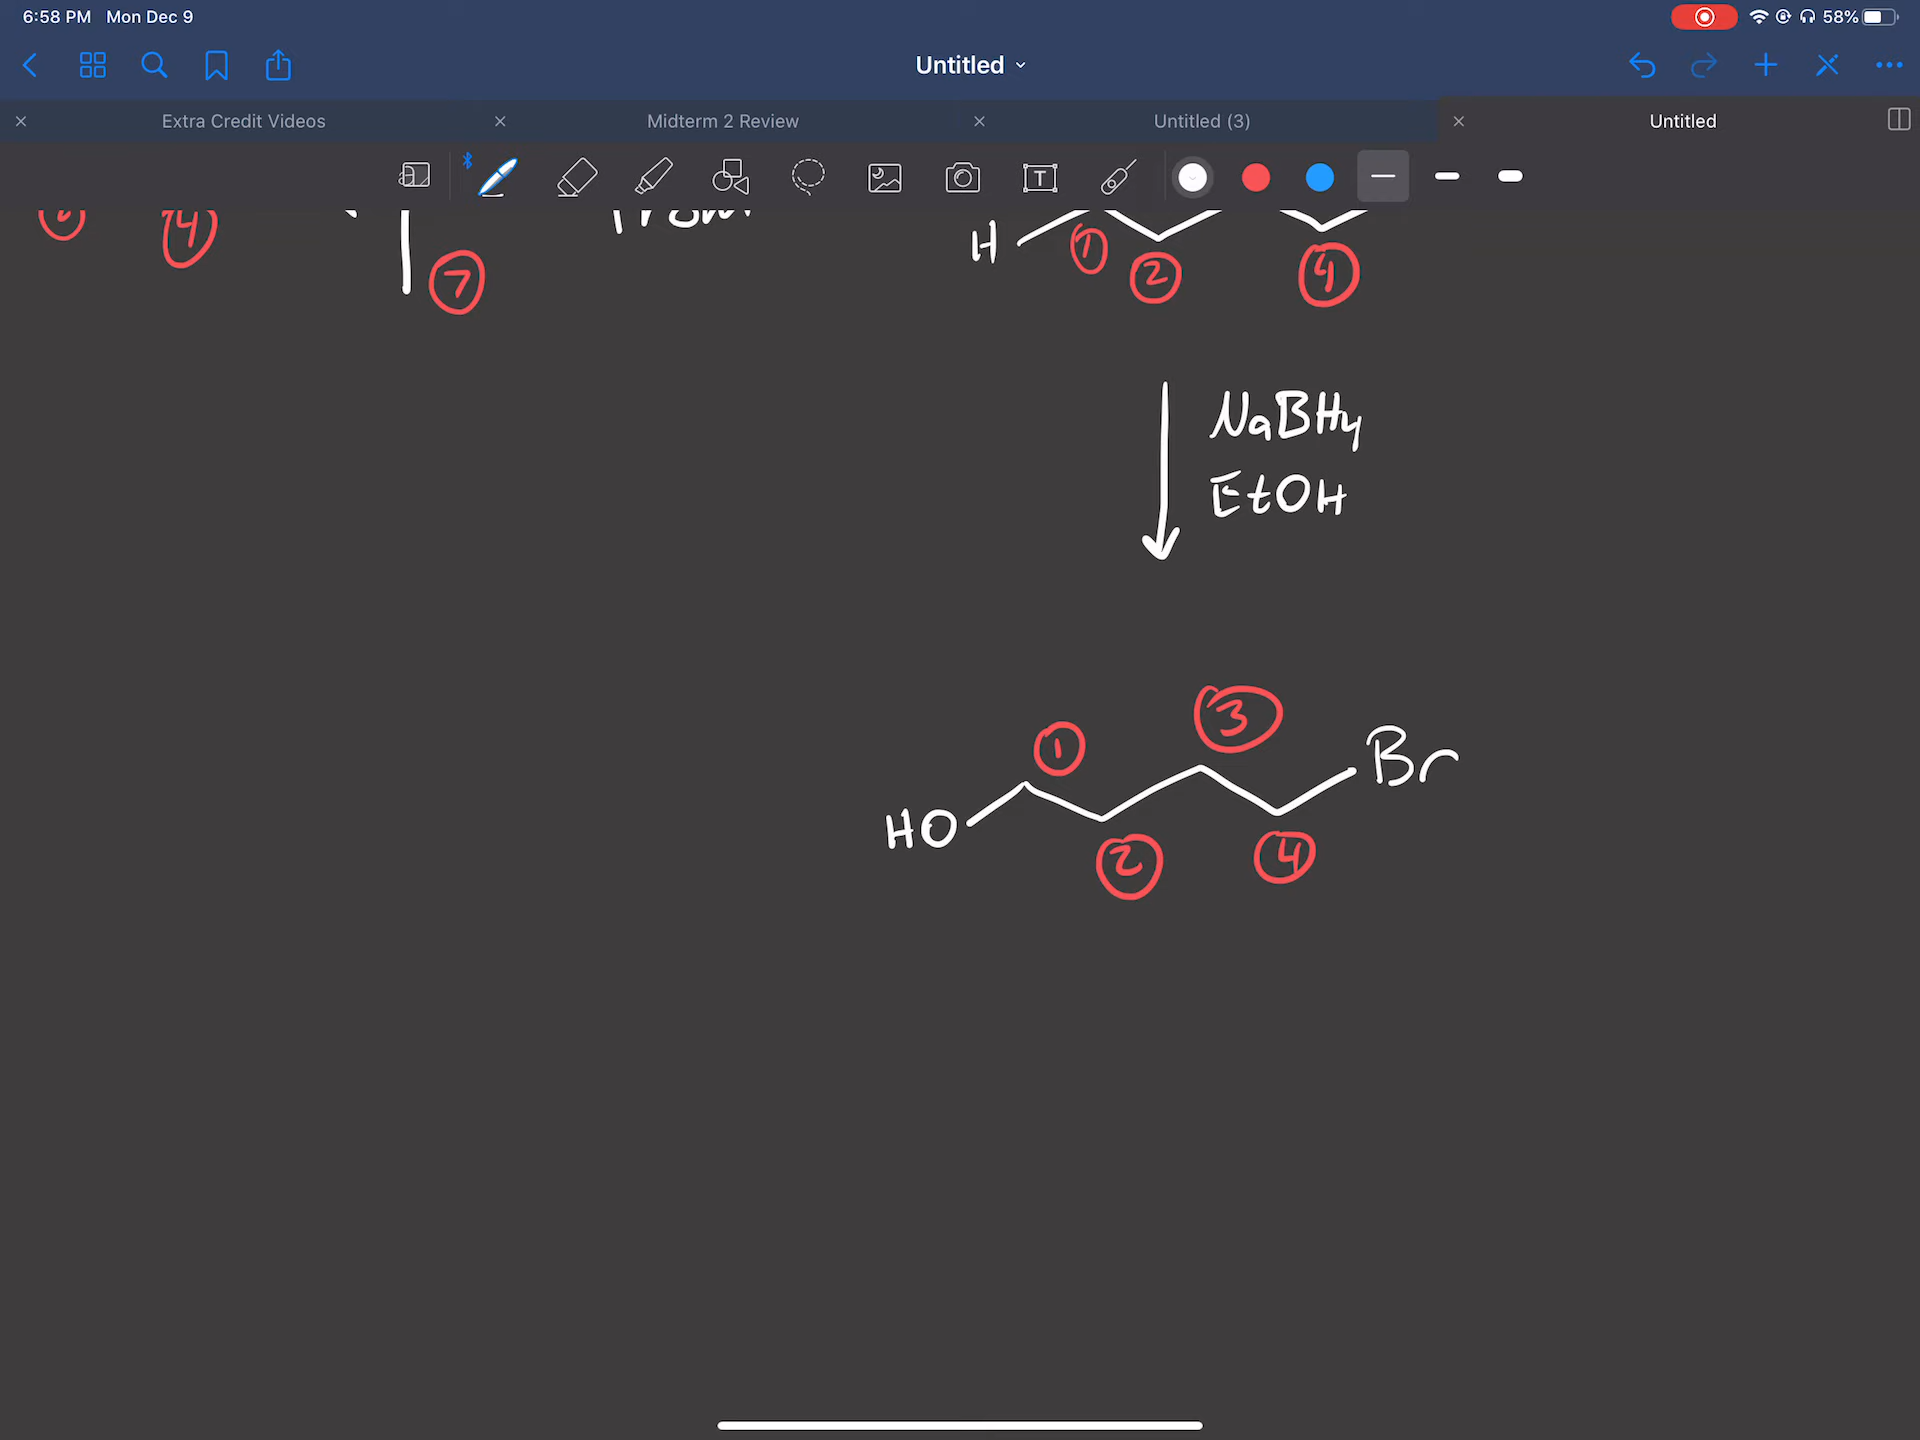 6:58 PM Mon Dec 9
58%
Untitled
Extra Credit Videos
Midterm 2 Review
Untitled (3)
Untitled
T
4
7
H
1
2
4
NaBH4
EtOH
3
1
Br
HO
2
4